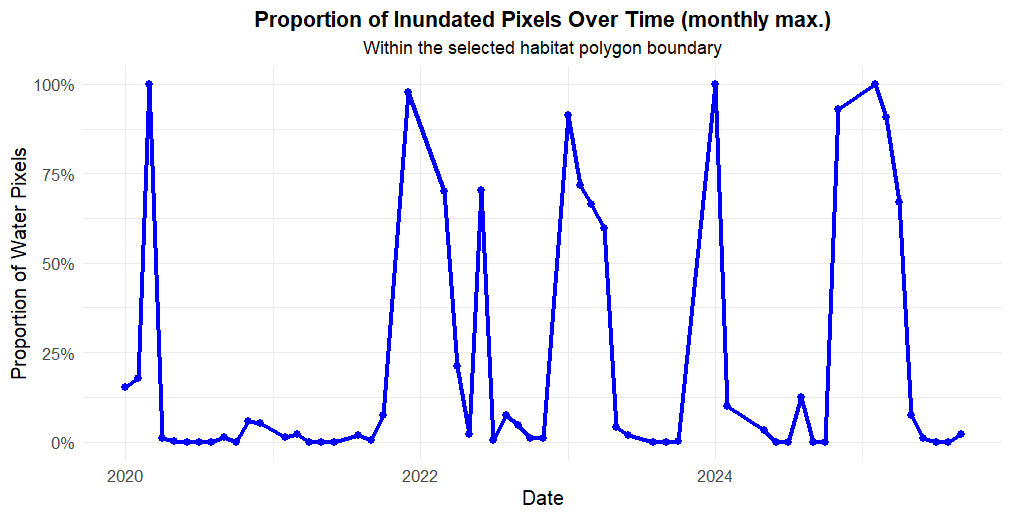 Proportion of Inundated Pixels Over Time (monthly max.)
Within the selected habitat polygon boundary
Proportion of Water Pixels
100%
75%
50%
25%
0%
2020
2022
2024
Date